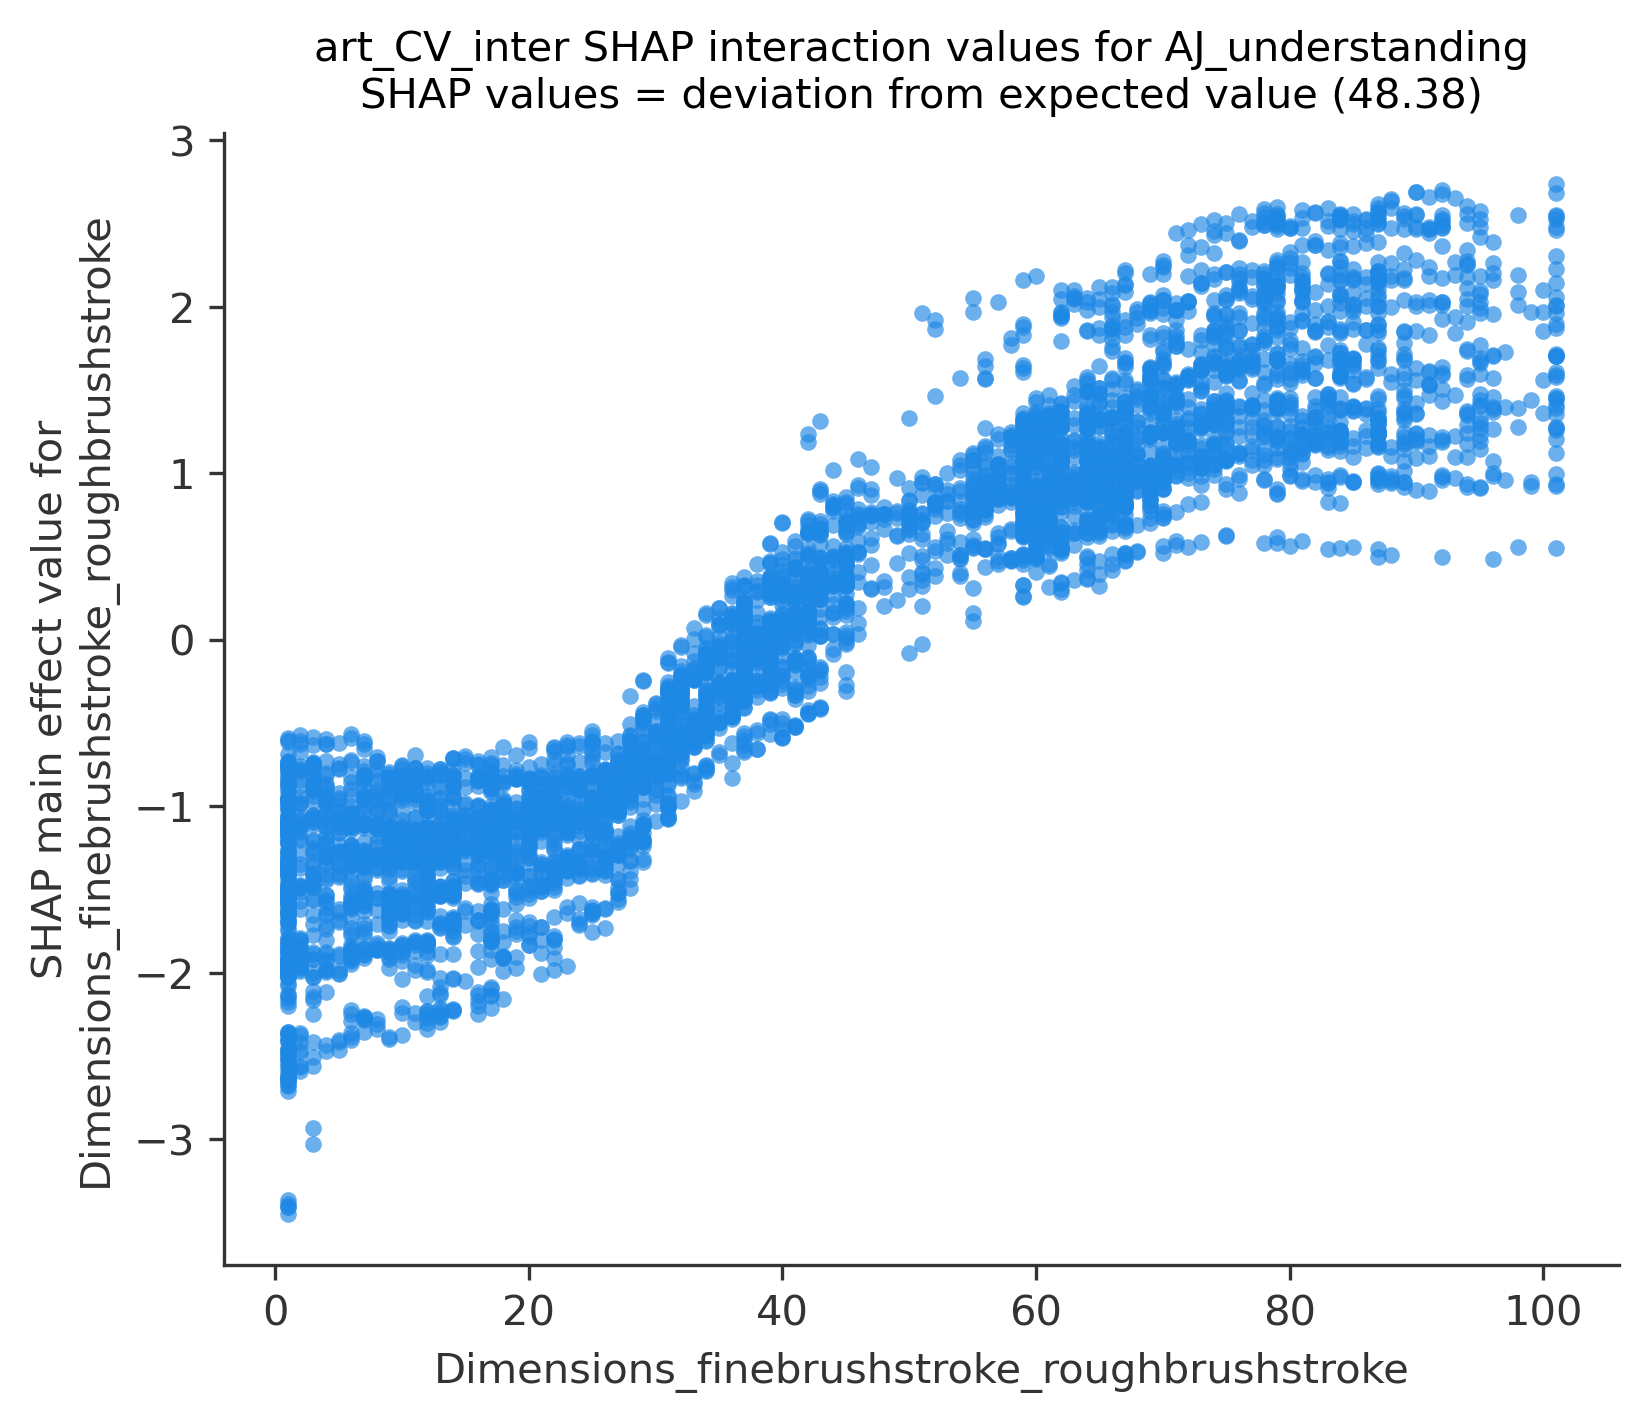 art_CV_inter SHAP interaction values for AJ_understanding
SHAP values = deviation from expected value (48.38)
SHAP main effect value for
Dimensions_finebrushstroke_roughbrushstroke
3
2
1
0
−1
−2
−3
0 20 40 60 80 100
Dimensions_finebrushstroke_roughbrushstroke